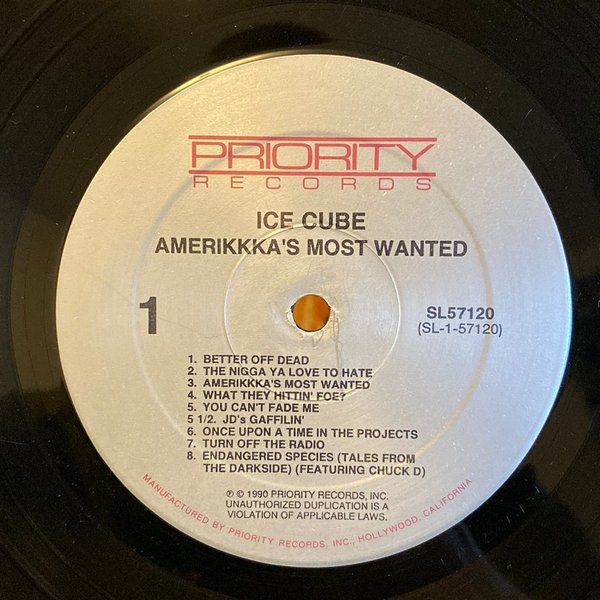 PRIORITY
RECORDS
ICE CUBE
AMERIKKKA'S MOST WANTED
1
SL57120
(SL-1-57120)
1. BETTER OFF DEAD
2. THE NIGGA YA LOVE TO HATE
3. AMERIKKKA'S MOST WANTED
4. WHAT THEY HITTIN' FOE?
5. YOU CAN'T FADE ME
5 1/2. JD's GAFFILIN'
6. ONCE UPON A TIME IN THE PROJECTS
7. TURN OFF THE RADIO
8. ENDANGERED SPECIES (TALES FROM
THE DARKSIDE) (FEATURING CHUCK D)
℗ © 1990 PRIORITY RECORDS, INC.
UNAUTHORIZED DUPLICATION IS A
VIOLATION OF APPLICABLE LAWS.
MANUFACTURED BY PRIORITY RECORDS, INC., HOLLYWOOD, CALIFORNIA